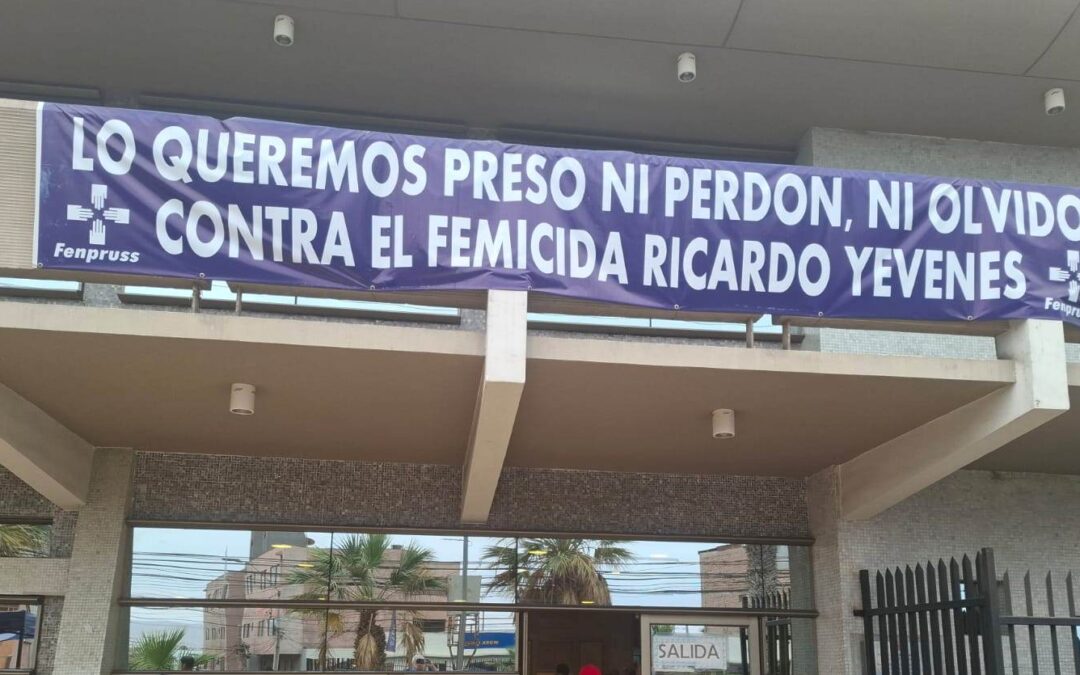 LO QUEREMOS PRESO NI PERDON, NI OLVIDO
CONTRA EL FEMICIDA RICARDO YEVENES
Fenpruss
Fenpruss
SALIDA